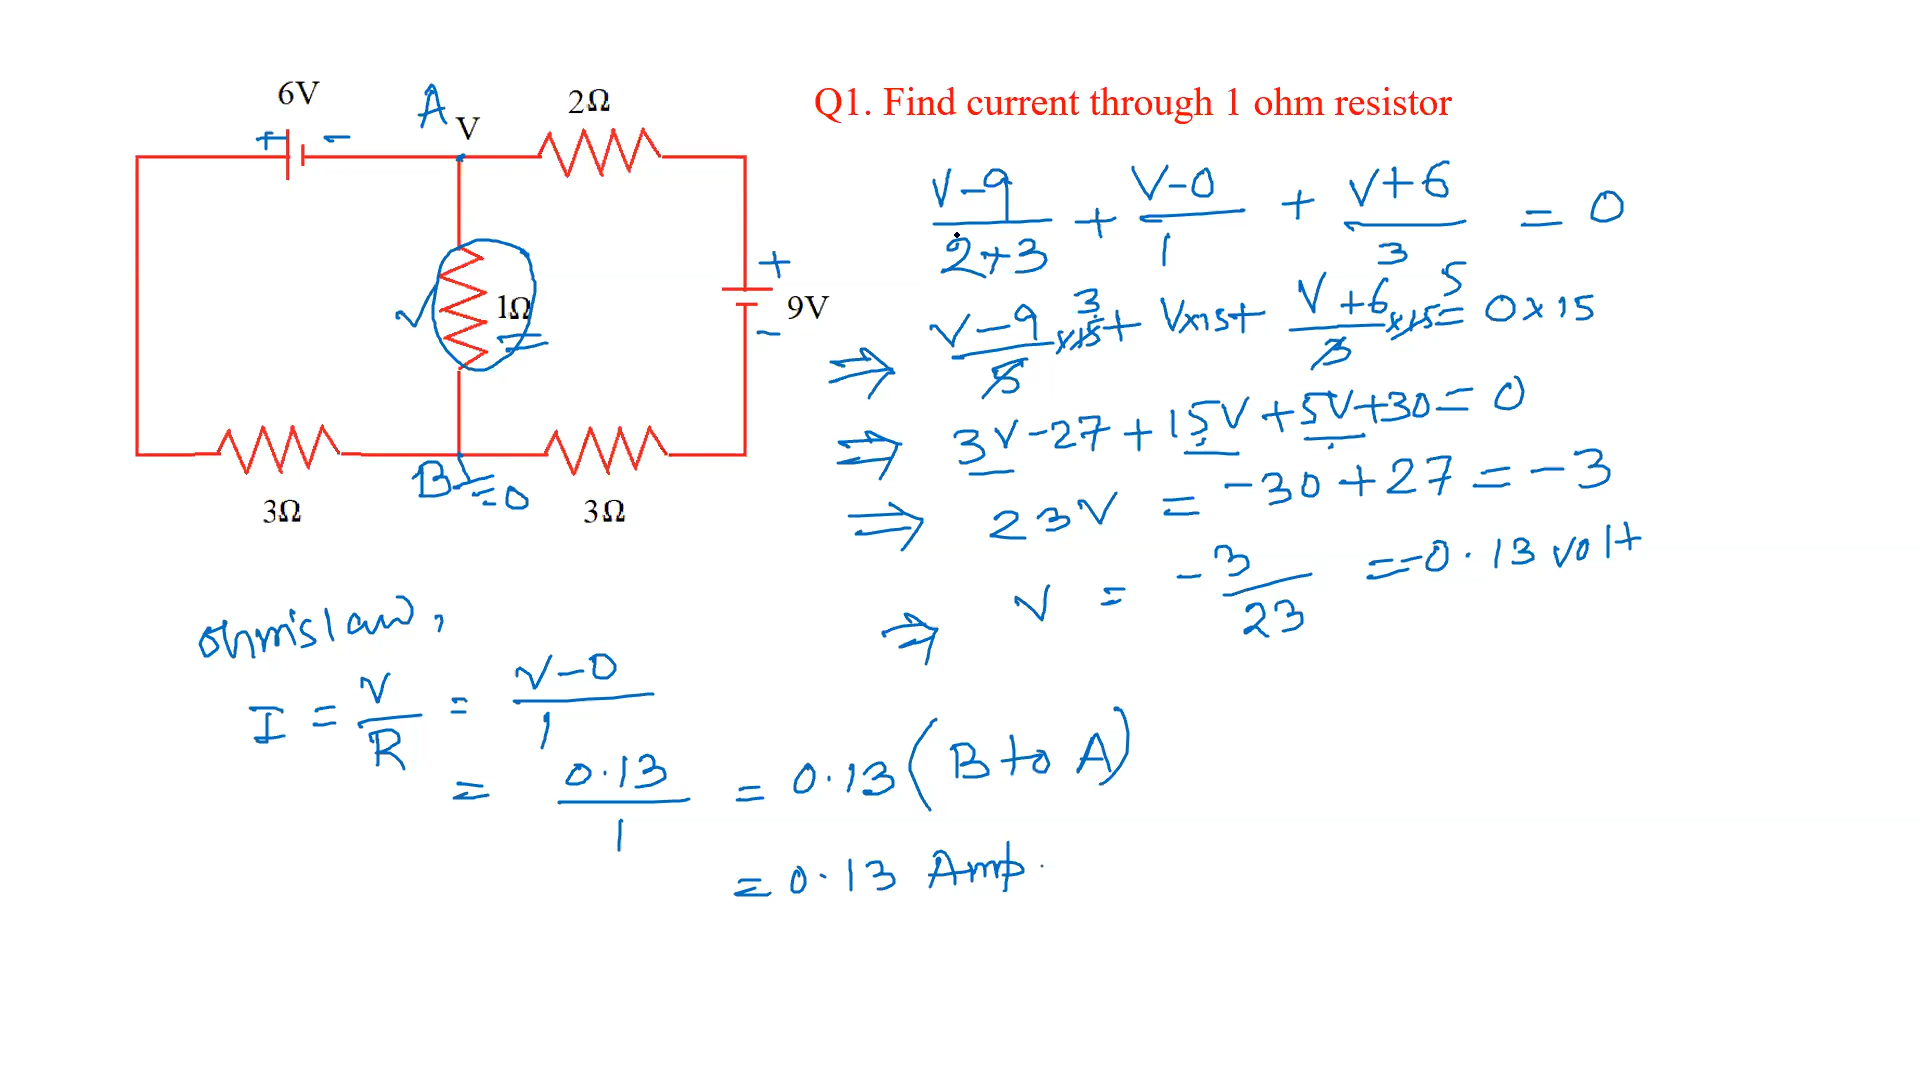 Q1. Find current through 1 ohm resistor
6V
A
V
2Ω
+ -
1Ω
+
9V
-
B
=0
3Ω
3Ω
V-9/2+3 + V-0/1 + V+6/3 = 0
⇒ V-9/5 ×15 3 + V×15 + V+6/3 ×15 5 = 0×15
⇒ 3V-27+15V+5V+30=0
⇒ 23V = -30+27 = -3
⇒ V = -3/23 = -0.13 volt
ohm's law,
I = V/R = V-0/1
= 0.13/1 = 0.13 (B to A)
= 0.13 Amp.